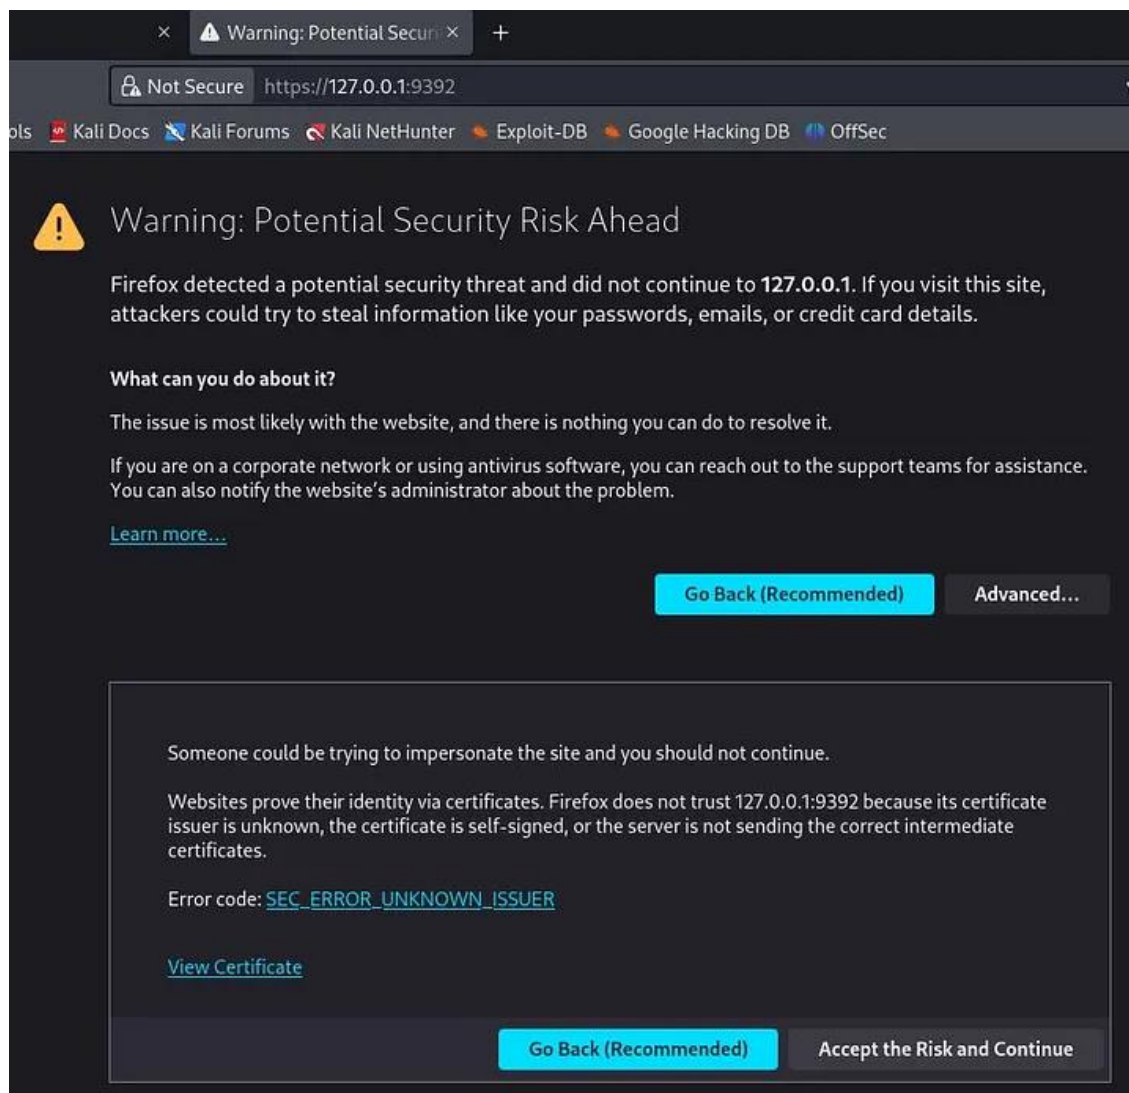 Warning: Potential Securi
Not Secure https://127.0.0.1:9392
ols Kali Docs Kali Forums Kali NetHunter Exploit-DB Google Hacking DB OffSec
Warning: Potential Security Risk Ahead
Firefox detected a potential security threat and did not continue to 127.0.0.1. If you visit this site,
attackers could try to steal information like your passwords, emails, or credit card details.
What can you do about it?
The issue is most likely with the website, and there is nothing you can do to resolve it.
If you are on a corporate network or using antivirus software, you can reach out to the support teams for assistance.
You can also notify the website's administrator about the problem.
Learn more...
Go Back (Recommended) Advanced...
Someone could be trying to impersonate the site and you should not continue.
Websites prove their identity via certificates. Firefox does not trust 127.0.0.1:9392 because its certificate
issuer is unknown, the certificate is self-signed, or the server is not sending the correct intermediate
certificates.
Error code: SEC_ERROR_UNKNOWN_ISSUER
View Certificate
Go Back (Recommended) Accept the Risk and Continue